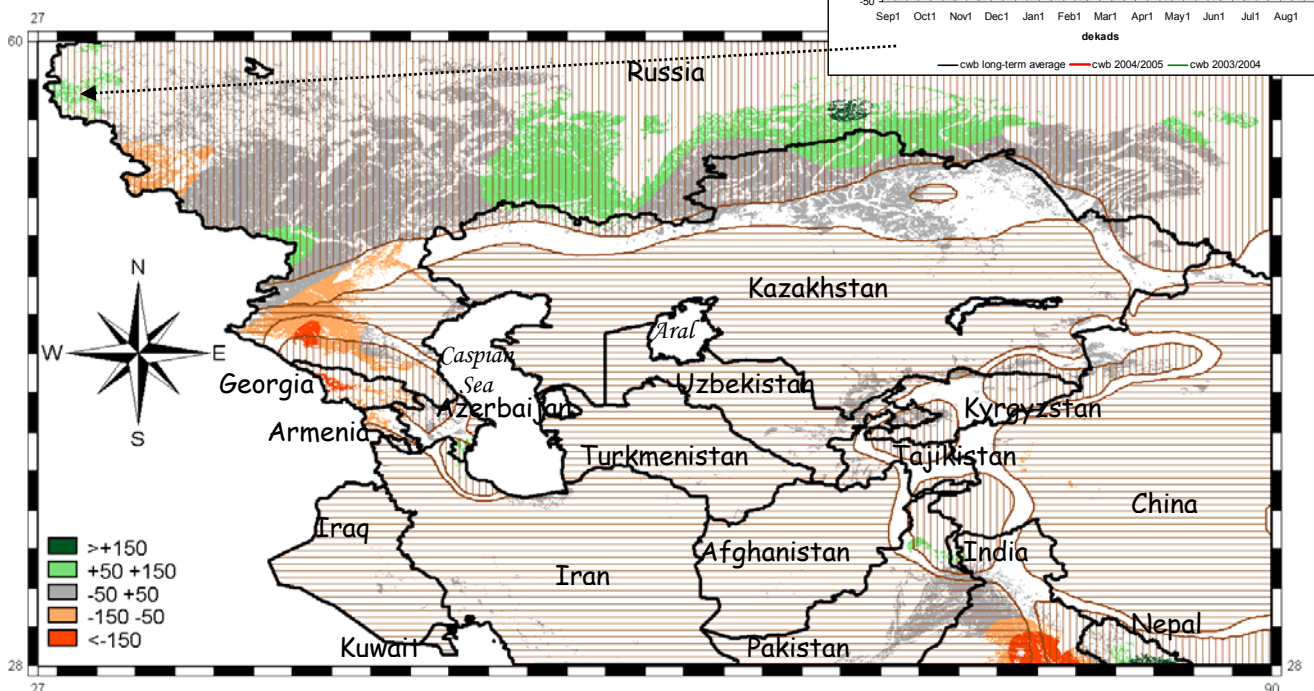 -50
Sep1 Oct1 Nov1 Dec1 Jan1 Feb1 Mar1 Apr1 May1 Jun1 Jul1 Aug1
dekads
cwb long-term average cwb 2004/2005 cwb 2003/2004
27
60
Russia
N
W E
S
Kazakhstan
Aral
Caspian
Sea
Georgia
Uzbekistan
Azerbaijan
Kyrgyzstan
Armenia
Turkmenistan
Tajikistan
China
Iraq
Afghanistan
India
Iran
>+150
+50 +150
-50 +50
-150 -50
<-150
Nepal
Kuwait
Pakistan
28
28
27
90